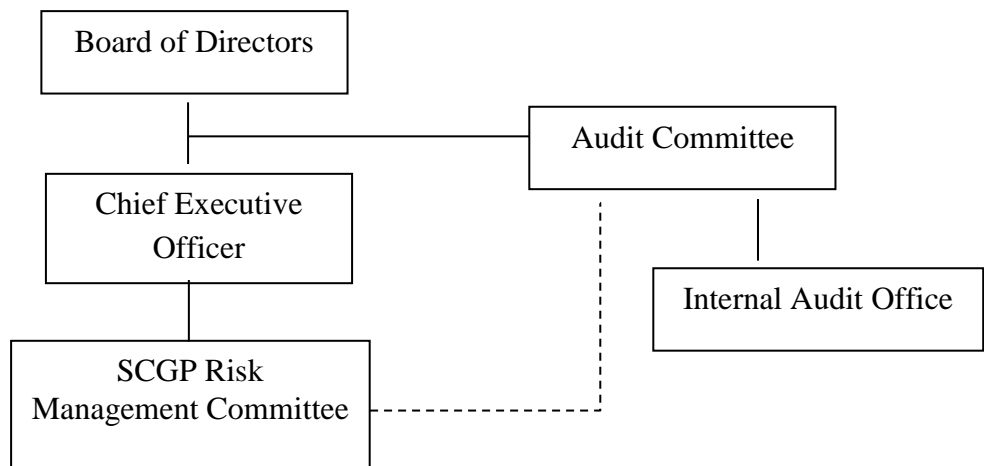 Board of Directors
Audit Committee
Chief Executive
Officer
Internal Audit Office
SCGP Risk
Management Committee